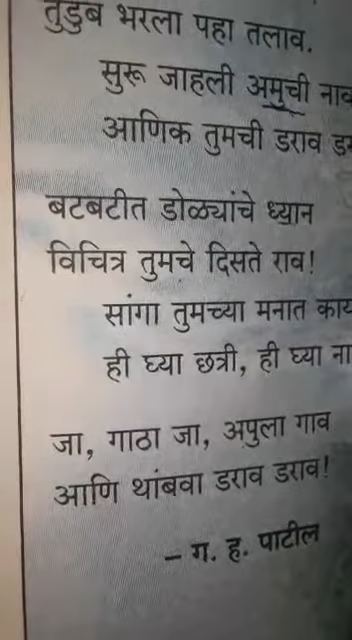 तुडुंब भरला पहा तलाव.
सुरू जाहली अमुची नाव
आणिक तुमची डराव
बटबटीत डोळ्यांचे ध्यान
विचित्र तुमचे दिसते राव!
सांगा तुमच्या मनात काय
ही घ्या छत्री, ही घ्या
जा, गाठा जा, अपुला गाव
आणि थांबवा डराव डराव!
– ग. ह. पाटील